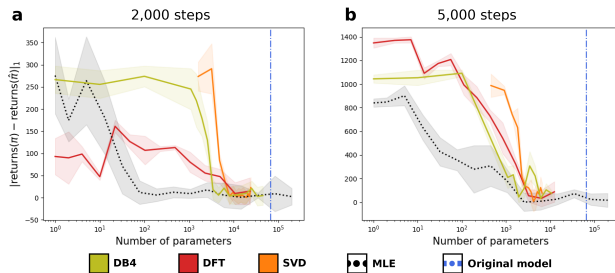 a
2,000 steps
|returns(π) − returns(π̂)|₁
350
300
250
200
150
100
50
0
−50
10⁰
10¹
10²
10³
10⁴
10⁵
Number of parameters
b
5,000 steps
1400
1200
1000
800
600
400
200
0
10⁰
10¹
10²
10³
10⁴
10⁵
Number of parameters
DB4
DFT
SVD
MLE
Original model